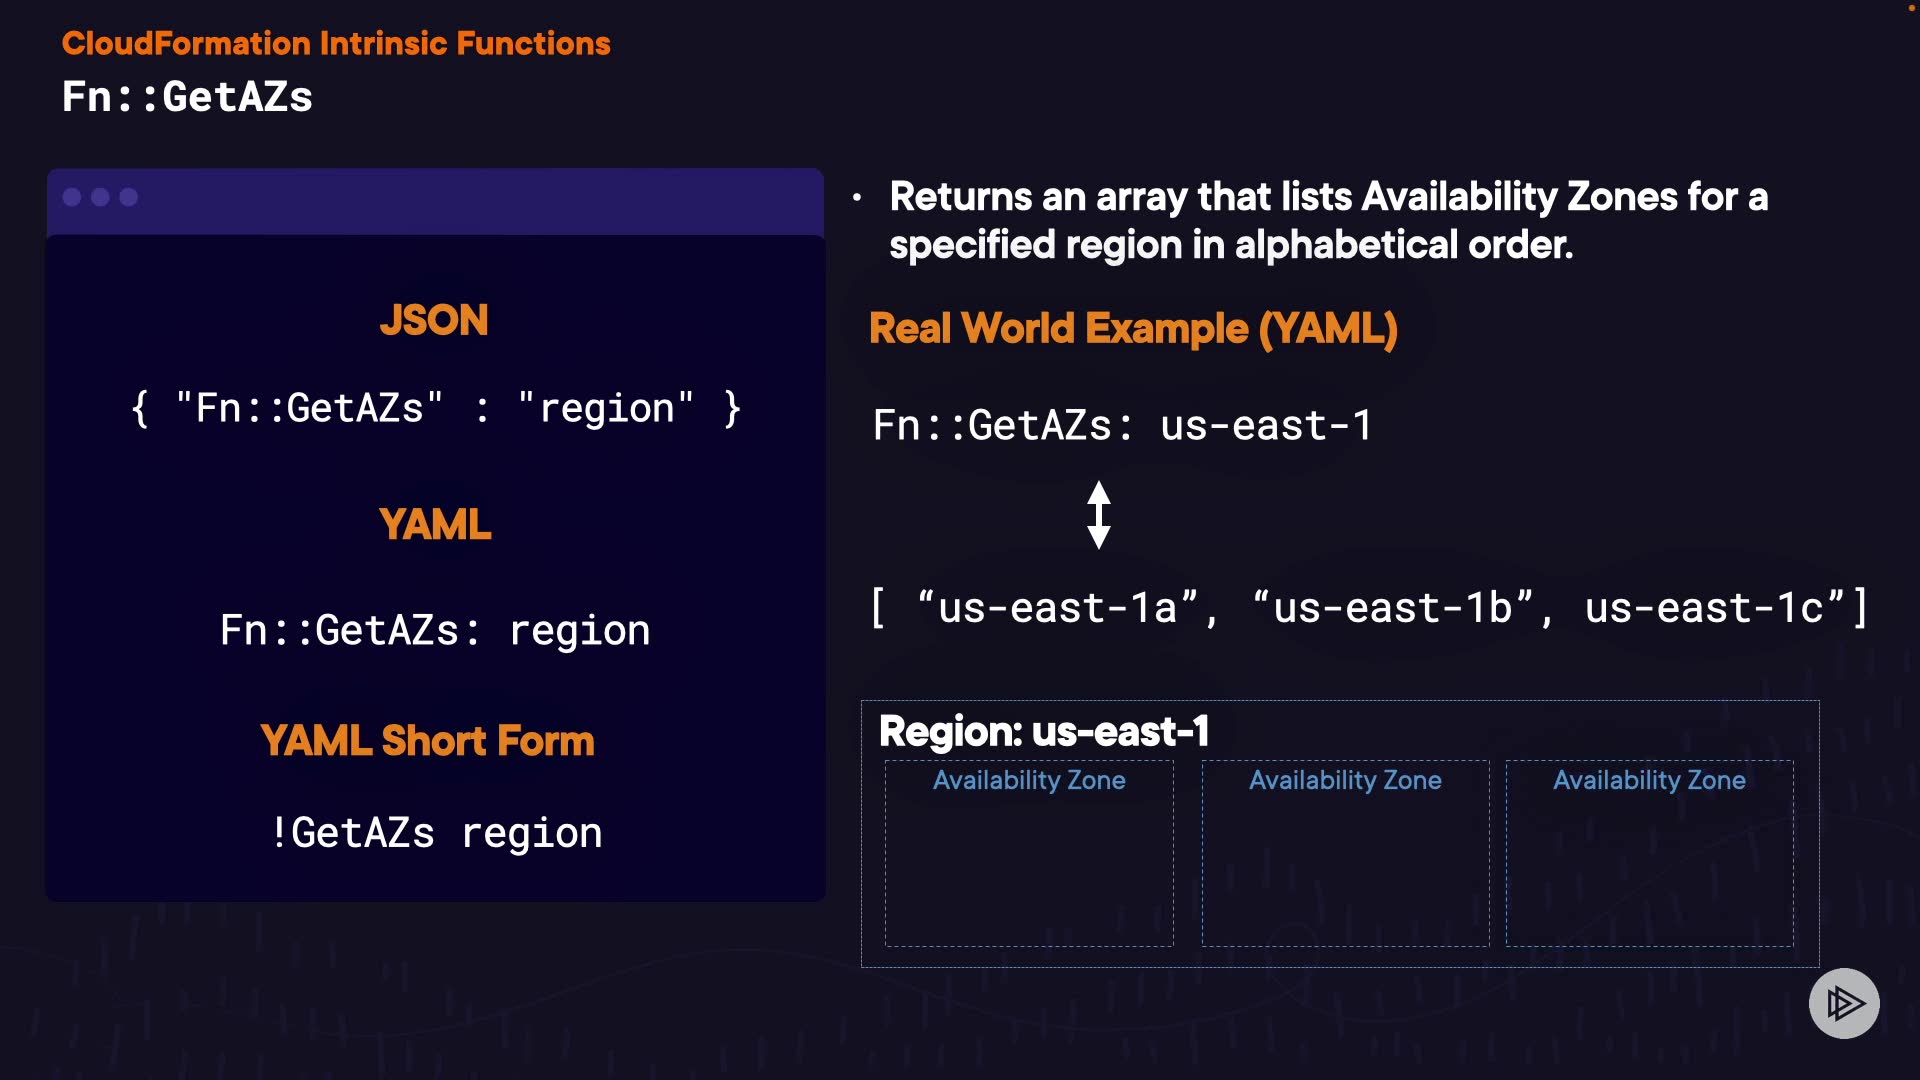 CloudFormation Intrinsic Functions
Fn::GetAZs
JSON
{ "Fn::GetAZs" : "region" }
YAML
Fn::GetAZs: region
YAML Short Form
!GetAZs region
• Returns an array that lists Availability Zones for a
specified region in alphabetical order.
Real World Example (YAML)
Fn::GetAZs: us-east-1
[ “us-east-1a”, “us-east-1b”, us-east-1c”]
Region: us-east-1
Availability Zone
Availability Zone
Availability Zone